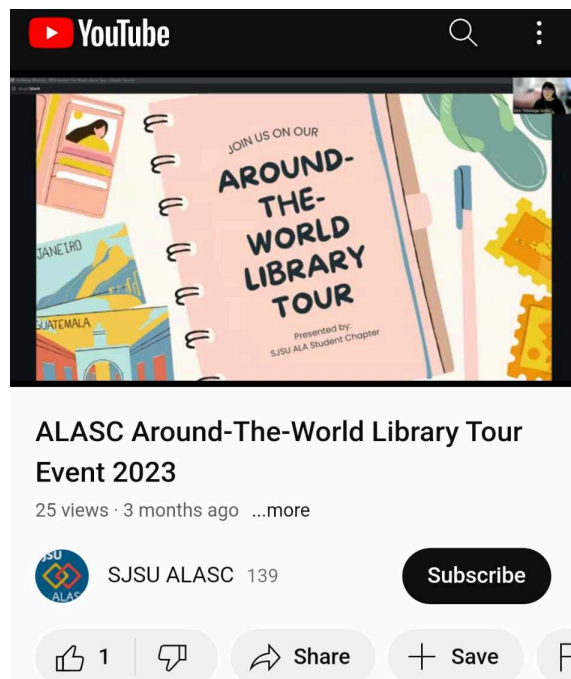 YouTube
JOIN US ON OUR
AROUND-
THE-
WORLD
LIBRARY
TOUR
Presented by:
SJSU ALA Student Chapter
JANEIRO
GUATEMALA
ALASC Around-The-World Library Tour
Event 2023
25 views · 3 months ago ...more
SJSU
ALAS
SJSU ALASC 139
Subscribe
1
Share
Save